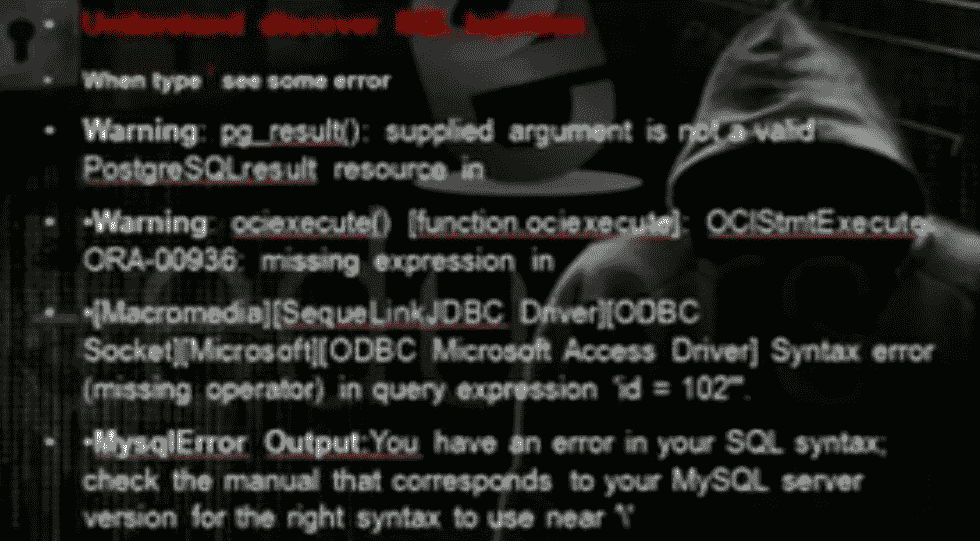 Understand discover SQL injection
When type ' see some error
Warning: pg_result(): supplied argument is not a valid
PostgreSQLresult resource in
•Warning: ociexecute() [function.ociexecute]: OCIStmtExecute:
ORA-00936: missing expression in
•[Macromedia][SequeLinkJDBC Driver][ODBC
Socket][Microsoft][ODBC Microsoft Access Driver] Syntax error
(missing operator) in query expression 'id = 102''.
•MysqlError Output:You have an error in your SQL syntax;
check the manual that corresponds to your MySQL server
version for the right syntax to use near '\'